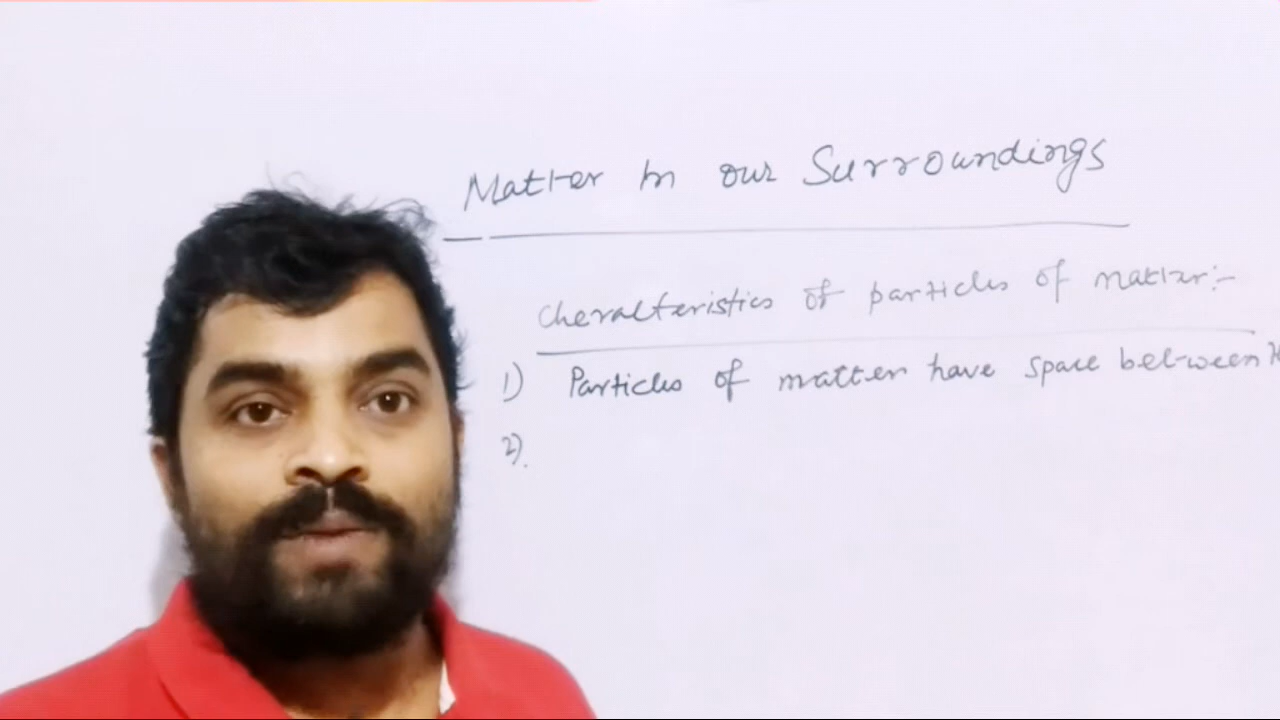 Matter In our Surroundings
Cheralteristics of particles of matter:-
1) Particles of matter have space between
2).